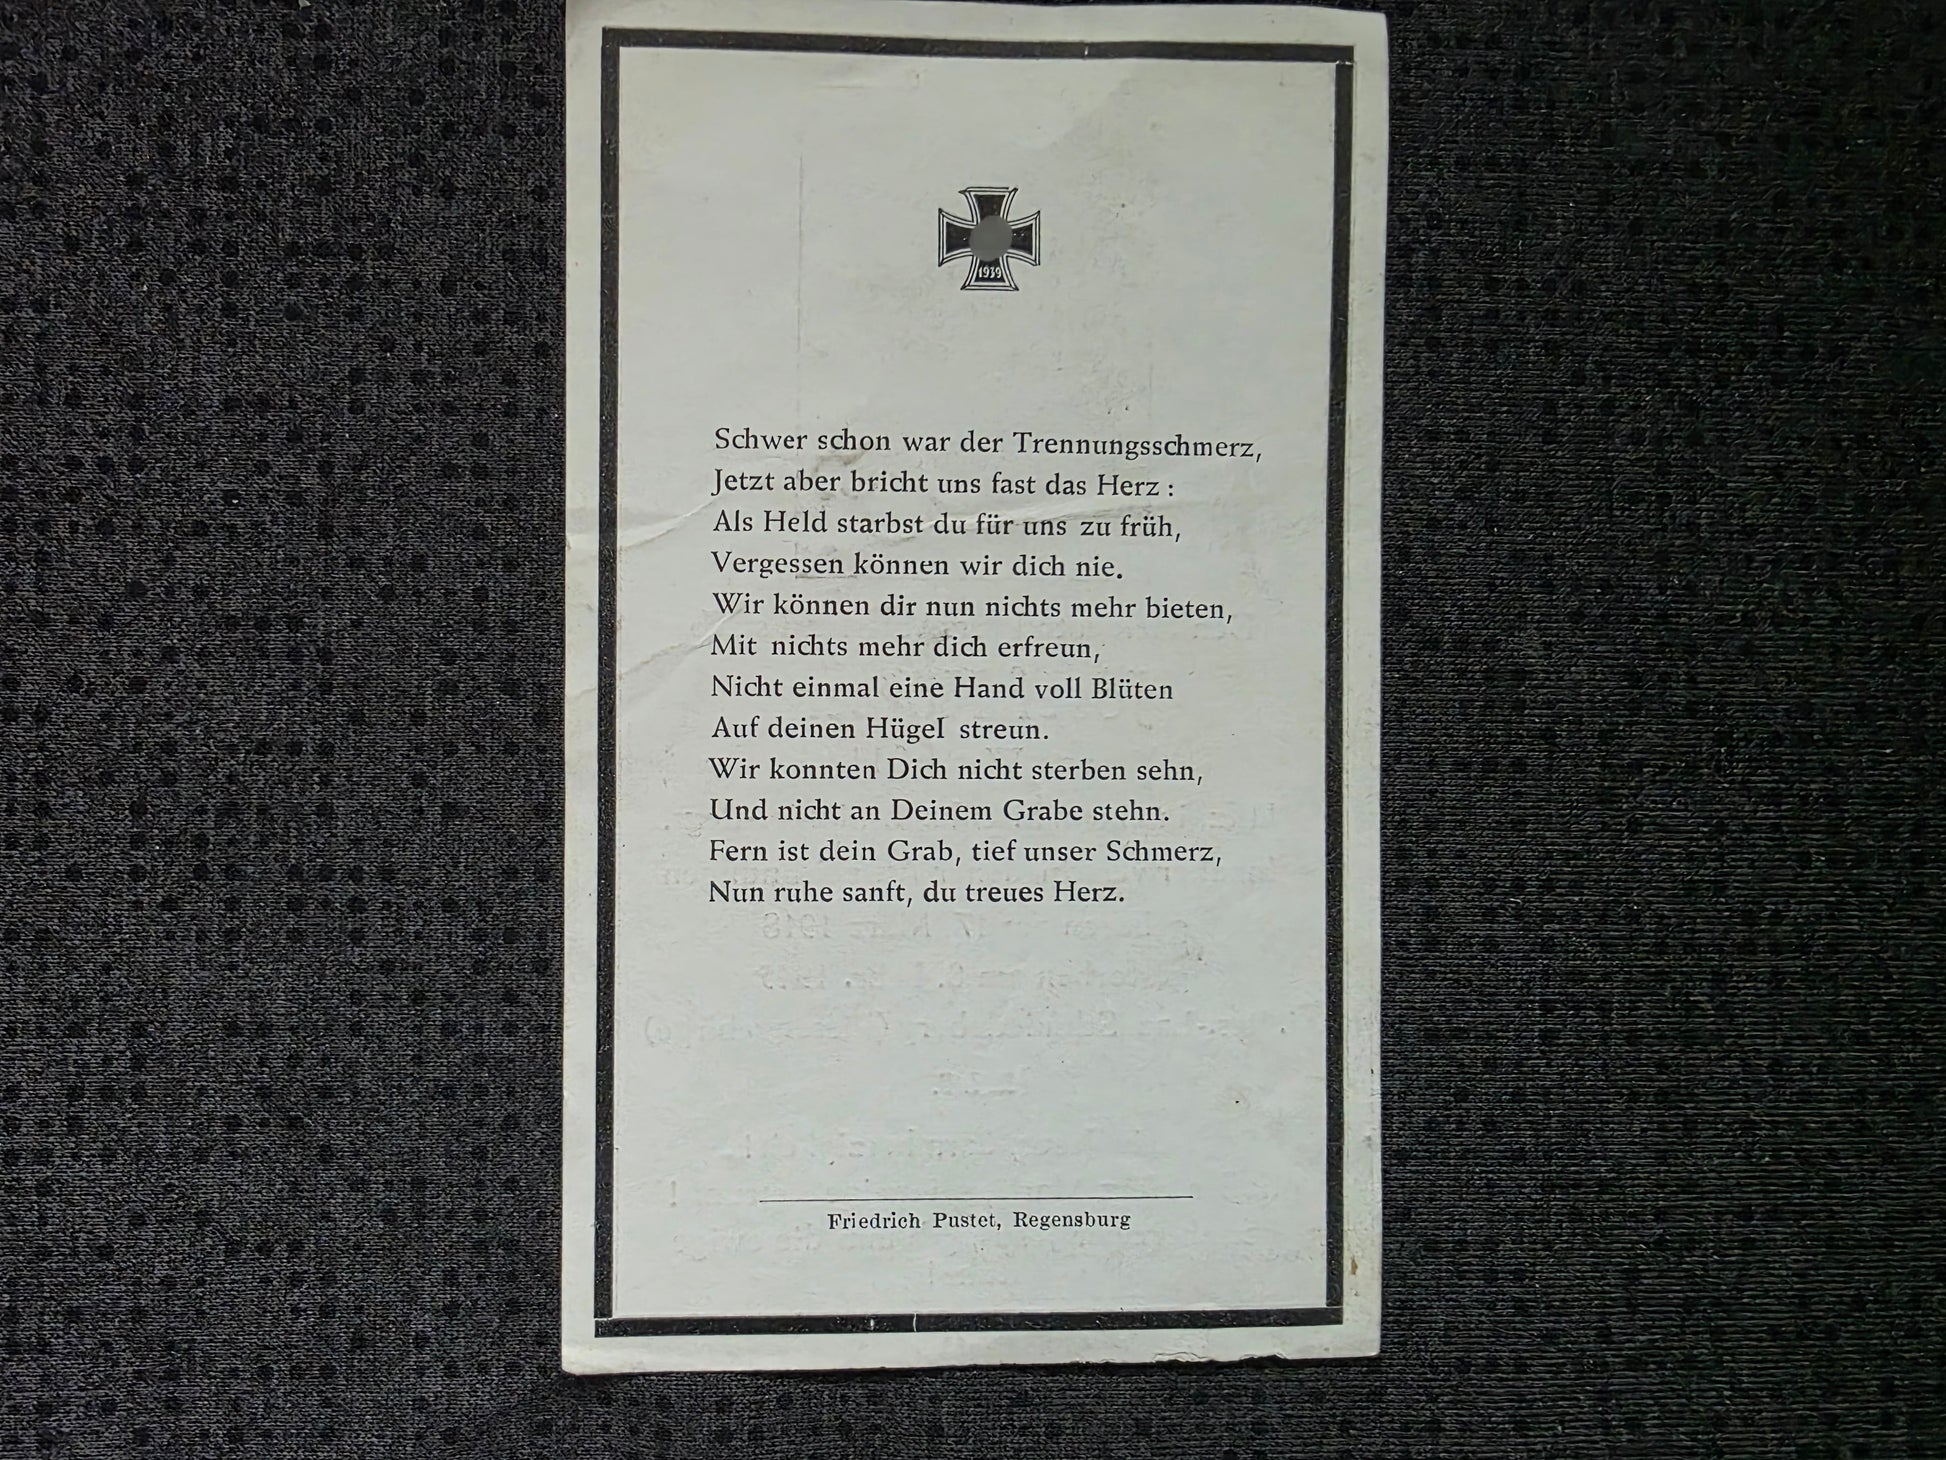 1939
Schwer schon war der Trennungsschmerz,
Jetzt aber bricht uns fast das Herz :
Als Held starbst du für uns zu früh,
Vergessen können wir dich nie.
Wir können dir nun nichts mehr bieten,
Mit nichts mehr dich erfreun,
Nicht einmal eine Hand voll Blüten
Auf deinen Hügel streun.
Wir konnten Dich nicht sterben sehn,
Und nicht an Deinem Grabe stehn.
Fern ist dein Grab, tief unser Schmerz,
Nun ruhe sanft, du treues Herz.
Friedrich Pustet, Regensburg